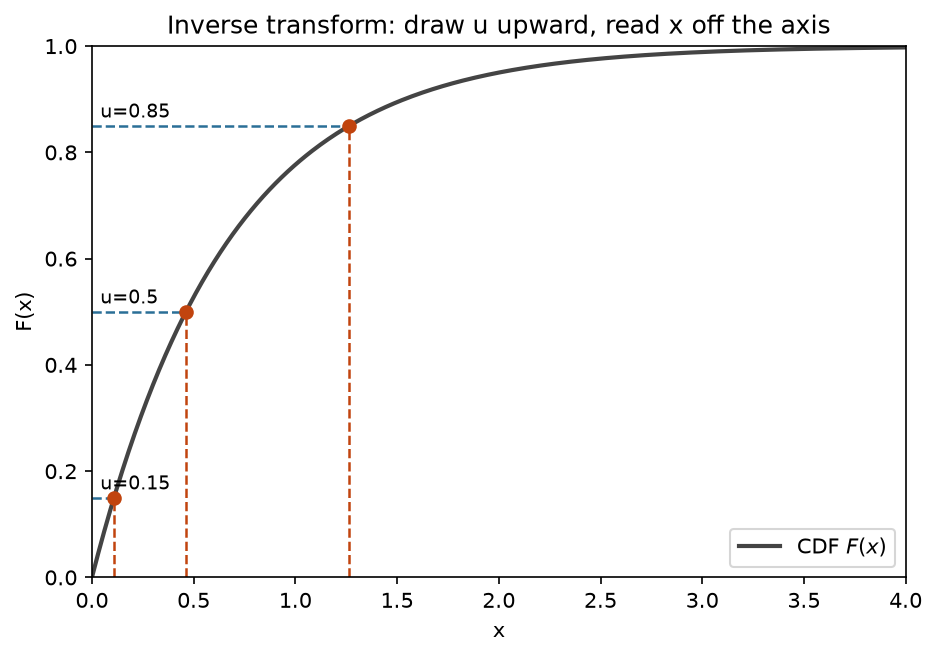 Inverse transform: draw u upward, read x off the axis
1.0
u=0.85
0.8
0.6
F(x)
u=0.5
0.4
0.2
u=0.15
CDF F(x)
0.0
0.0 0.5 1.0 1.5 2.0 2.5 3.0 3.5 4.0
x